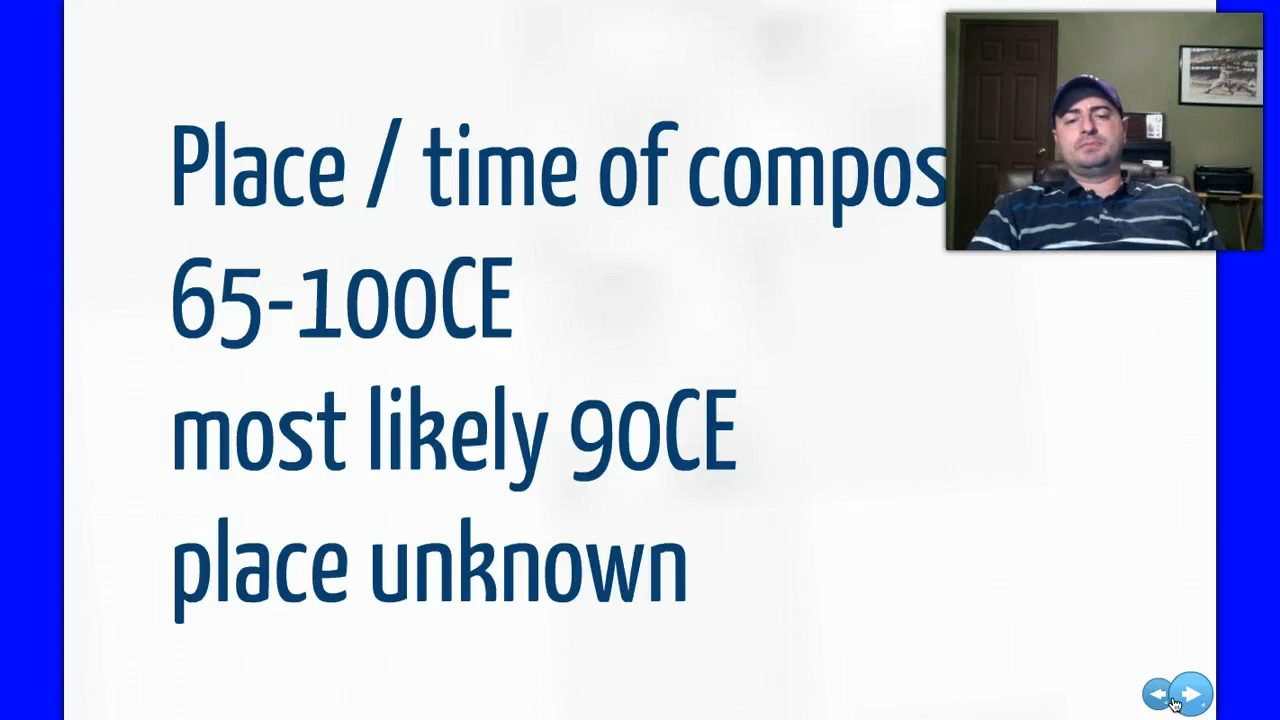 Place / time of compos
65-100CE
most likely 90CE
place unknown